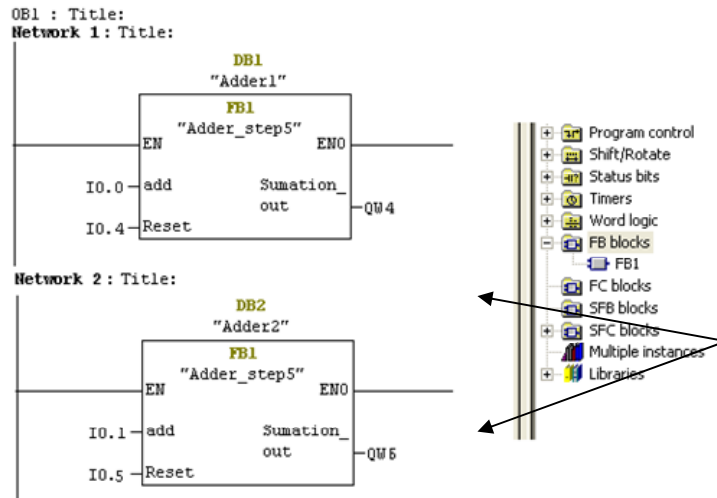 OB1 : Title:
Network 1: Title:
DB1
"Adder1"
FB1
"Adder_step5"
EN
ENO
I0.0
add
Sumation_
out
QW4
I0.4
Reset
Network 2: Title:
DB2
"Adder2"
FB1
"Adder_step5"
EN
ENO
I0.1
add
Sumation_
out
QW6
I0.5
Reset
Program control
Shift/Rotate
Status bits
Timers
Word logic
FB blocks
FB1
FC blocks
SFB blocks
SFC blocks
Multiple instances
Libraries